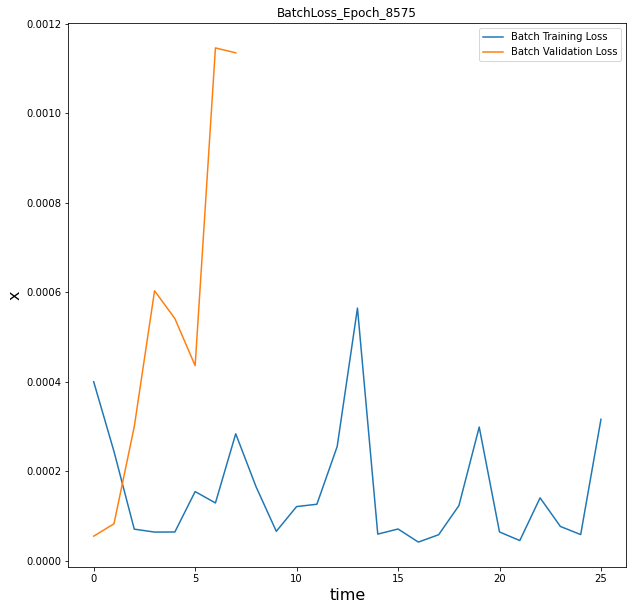 BatchLoss_Epoch_8575
Batch Training Loss
Batch Validation Loss
0.0012
0.0010
0.0008
0.0006
0.0004
0.0002
0.0000
x
0
5
10
15
20
25
time